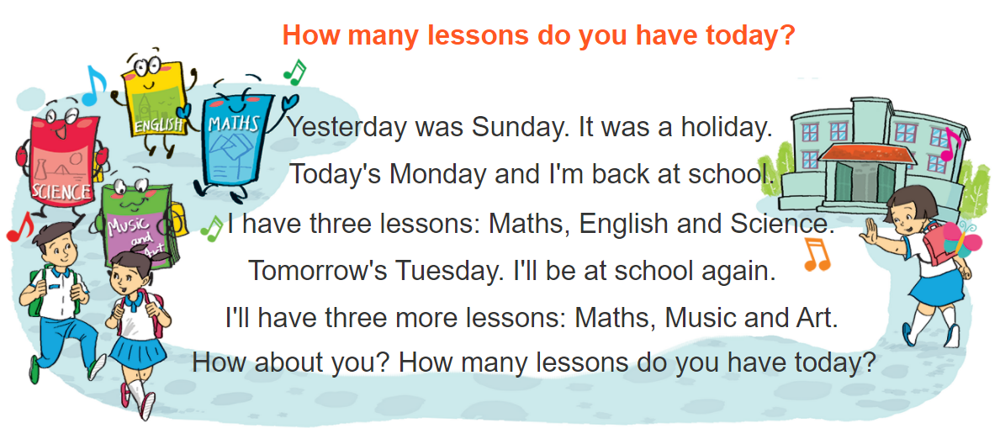 How many lessons do you have today?
ENGLISH
MATHS
SCIENCE
Music
and
Art
Yesterday was Sunday. It was a holiday.
Today's Monday and I'm back at school.
I have three lessons: Maths, English and Science.
Tomorrow's Tuesday. I'll be at school again.
I'll have three more lessons: Maths, Music and Art.
How about you? How many lessons do you have today?